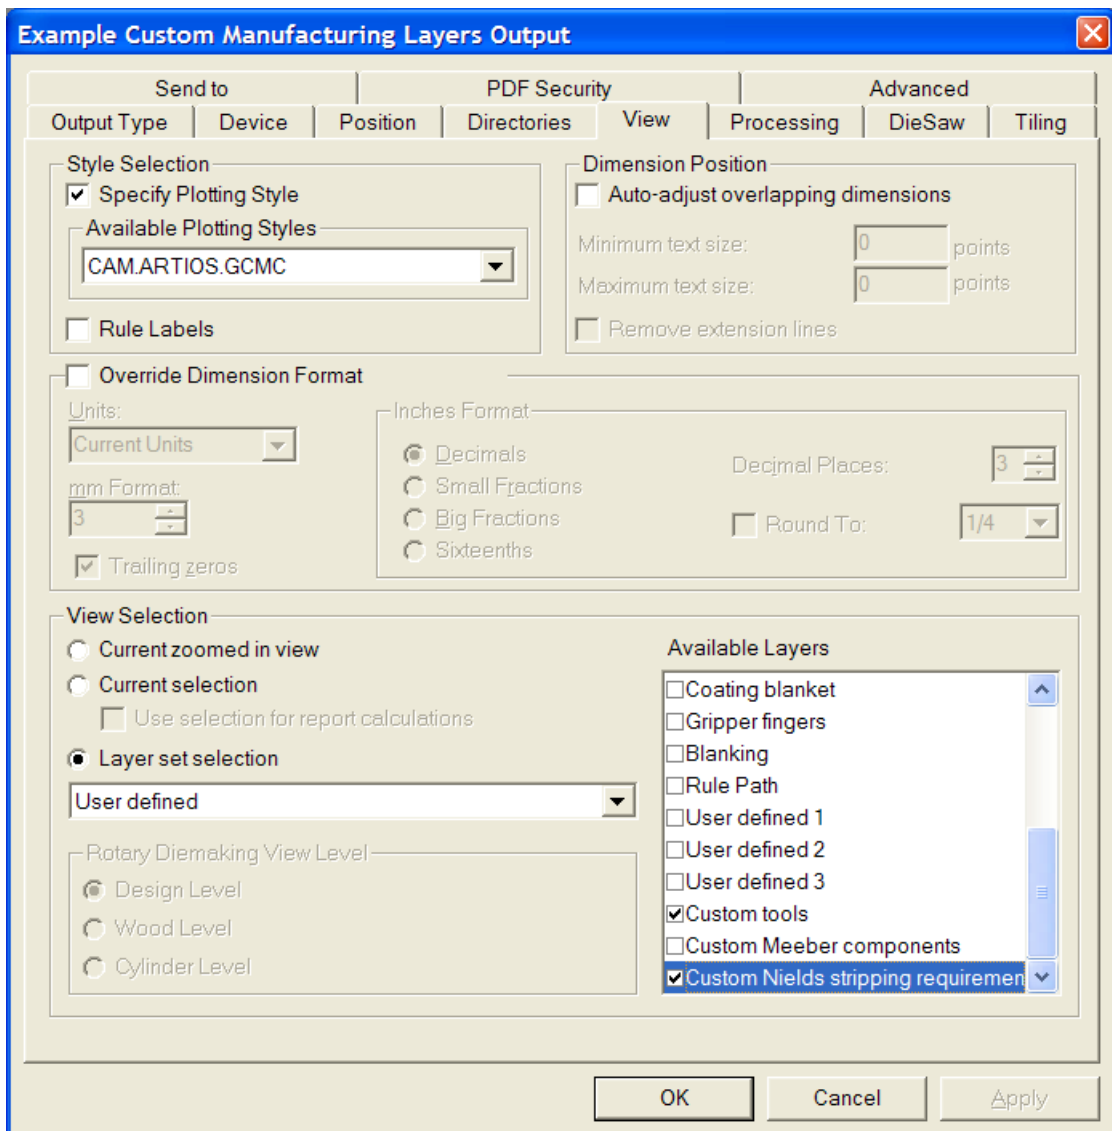 Example Custom Manufacturing Layers Output
Send to PDF Security Advanced
Output Type Device Position Directories View Processing DieSaw Tiling
Style Selection
Specify Plotting Style
Available Plotting Styles
CAM.ARTIOS.GCMC
Rule Labels
Dimension Position
Auto-adjust overlapping dimensions
Minimum text size: 0 points
Maximum text size: 0 points
Remove extension lines
Override Dimension Format
Units:
Current Units
mm Format:
3
Trailing zeros
Inches Format
Decimals
Small Fractions
Big Fractions
Sixteenths
Decimal Places: 3
Round To: 1/4
View Selection
Current zoomed in view
Current selection
Use selection for report calculations
Layer set selection
User defined
Rotary Diemaking View Level
Design Level
Wood Level
Cylinder Level
Available Layers
Coating blanket
Gripper fingers
Blanking
Rule Path
User defined 1
User defined 2
User defined 3
Custom tools
Custom Meeber components
Custom Nields stripping requiremen
OK Cancel Apply